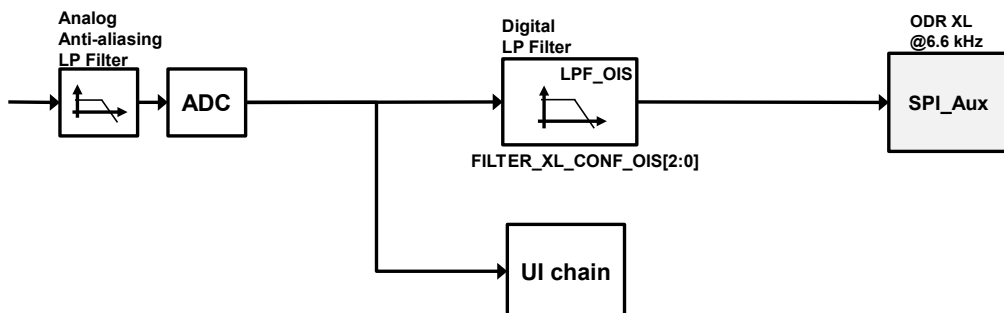 Analog
Anti-aliasing
LP Filter
ADC
Digital
LP Filter
LPF_OIS
FILTER_XL_CONF_OIS[2:0]
ODR XL
@6.6 kHz
SPI_Aux
UI chain